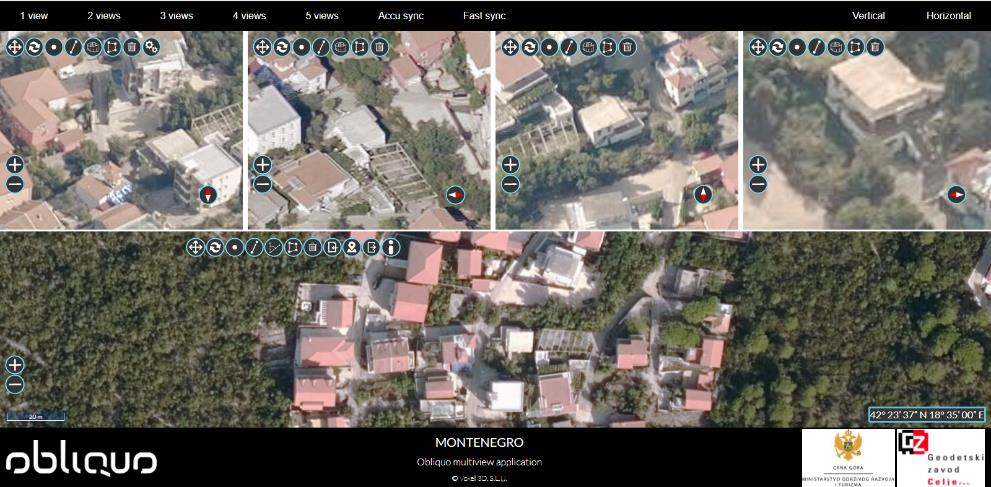 1 view 2 views 3 views 4 views 5 views Accu sync Fast sync Vertical Horizontal
20 m
42° 23' 37" N 18° 35' 00" E
obliquo
MONTENEGRO
Obliquo multiview application
CRNA GORA
MINISTARSTVO ODRŽIVOG RAZVOJA
I TURIZMA
GZ
Geodetski
zavod
Celje